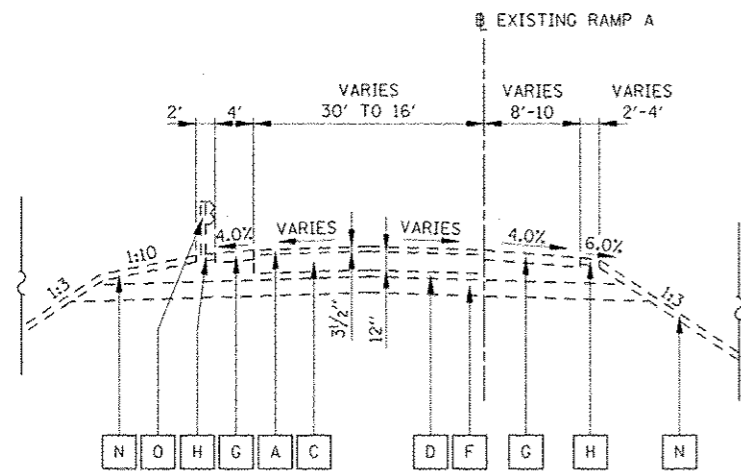 ℄ EXISTING RAMP A
VARIES VARIES VARIES
2' 4' 30' TO 16' 8'-10 2'-4'
4.0% VARIES VARIES 4.0% 6.0%
1:10
1:3 1:3
3½" 12"
N O H G A C D F G H N